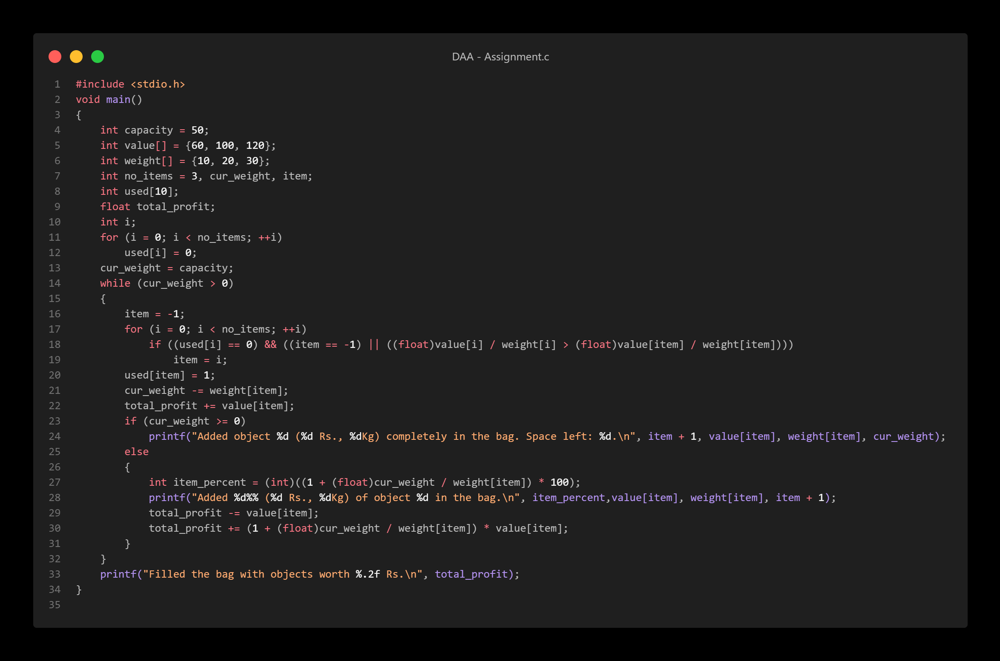 DAA - Assignment.c
1 #include <stdio.h>
2 void main()
3 {
4     int capacity = 50;
5     int value[] = {60, 100, 120};
6     int weight[] = {10, 20, 30};
7     int no_items = 3, cur_weight, item;
8     int used[10];
9     float total_profit;
10     int i;
11     for (i = 0; i < no_items; ++i)
12         used[i] = 0;
13     cur_weight = capacity;
14     while (cur_weight > 0)
15     {
16         item = -1;
17         for (i = 0; i < no_items; ++i)
18             if ((used[i] == 0) && ((item == -1) || ((float)value[i] / weight[i] > (float)value[item] / weight[item])))
19                 item = i;
20         used[item] = 1;
21         cur_weight -= weight[item];
22         total_profit += value[item];
23         if (cur_weight >= 0)
24             printf("Added object %d (%d Rs., %dKg) completely in the bag. Space left: %d.\n", item + 1, value[item], weight[item], cur_weight);
25         else
26         {
27             int item_percent = (int)((1 + (float)cur_weight / weight[item]) * 100);
28             printf("Added %d%% (%d Rs., %dKg) of object %d in the bag.\n", item_percent,value[item], weight[item], item + 1);
29             total_profit -= value[item];
30             total_profit += (1 + (float)cur_weight / weight[item]) * value[item];
31         }
32     }
33     printf("Filled the bag with objects worth %.2f Rs.\n", total_profit);
34 }
35